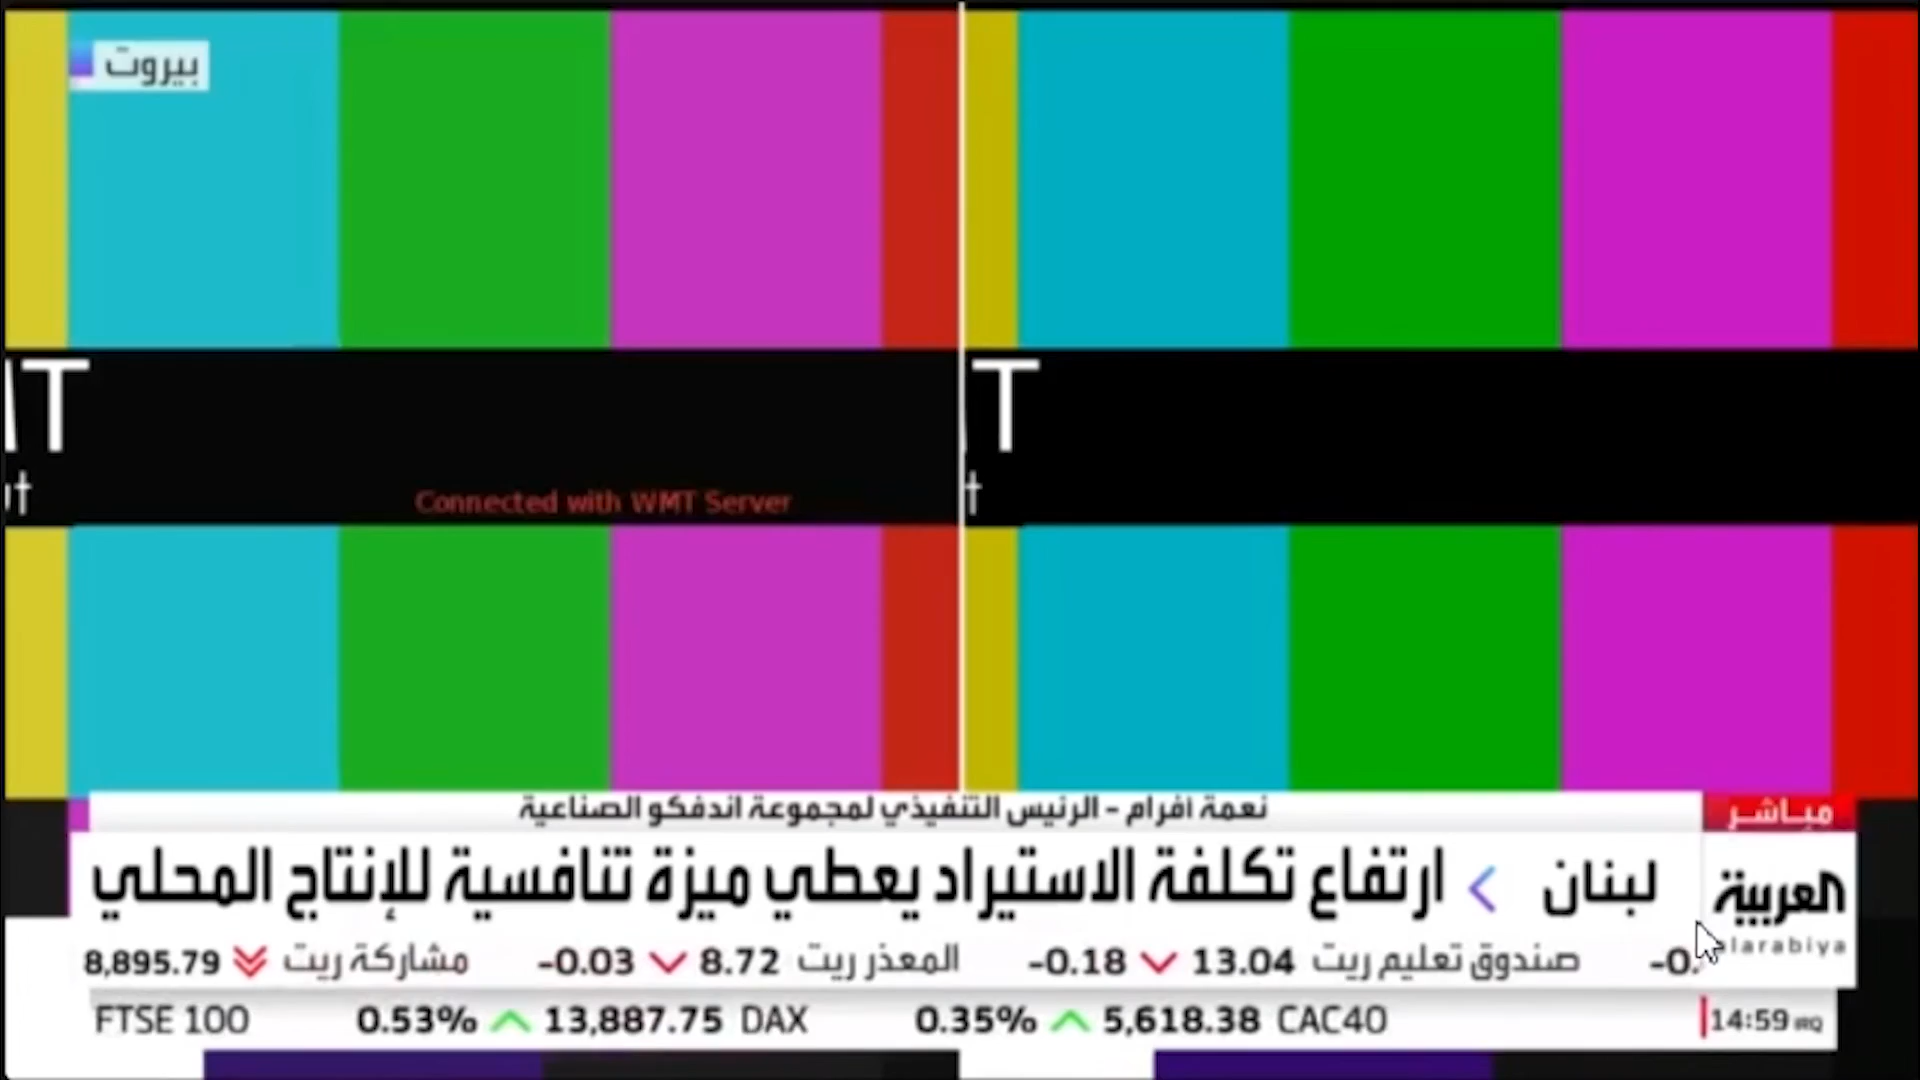 بيروت
T
T
t
t
Connected with WMT Server
نعمة افرام - الرئيس التنفيذي لمجموعة اندفكو الصناعية
مباشر
لبنان > ارتفاع تكلفة الاستيراد يعطي ميزة تنافسية للإنتاج المحلي
العربية
alarabiya
صندوق تعليم ريت 13.04 -0.18 المعذر ريت 8.72 -0.03 مشاركة ريت 8,895.79
FTSE 100 0.53% 13,887.75 DAX 0.35% 5,618.38 CAC40
14:59 IRQ